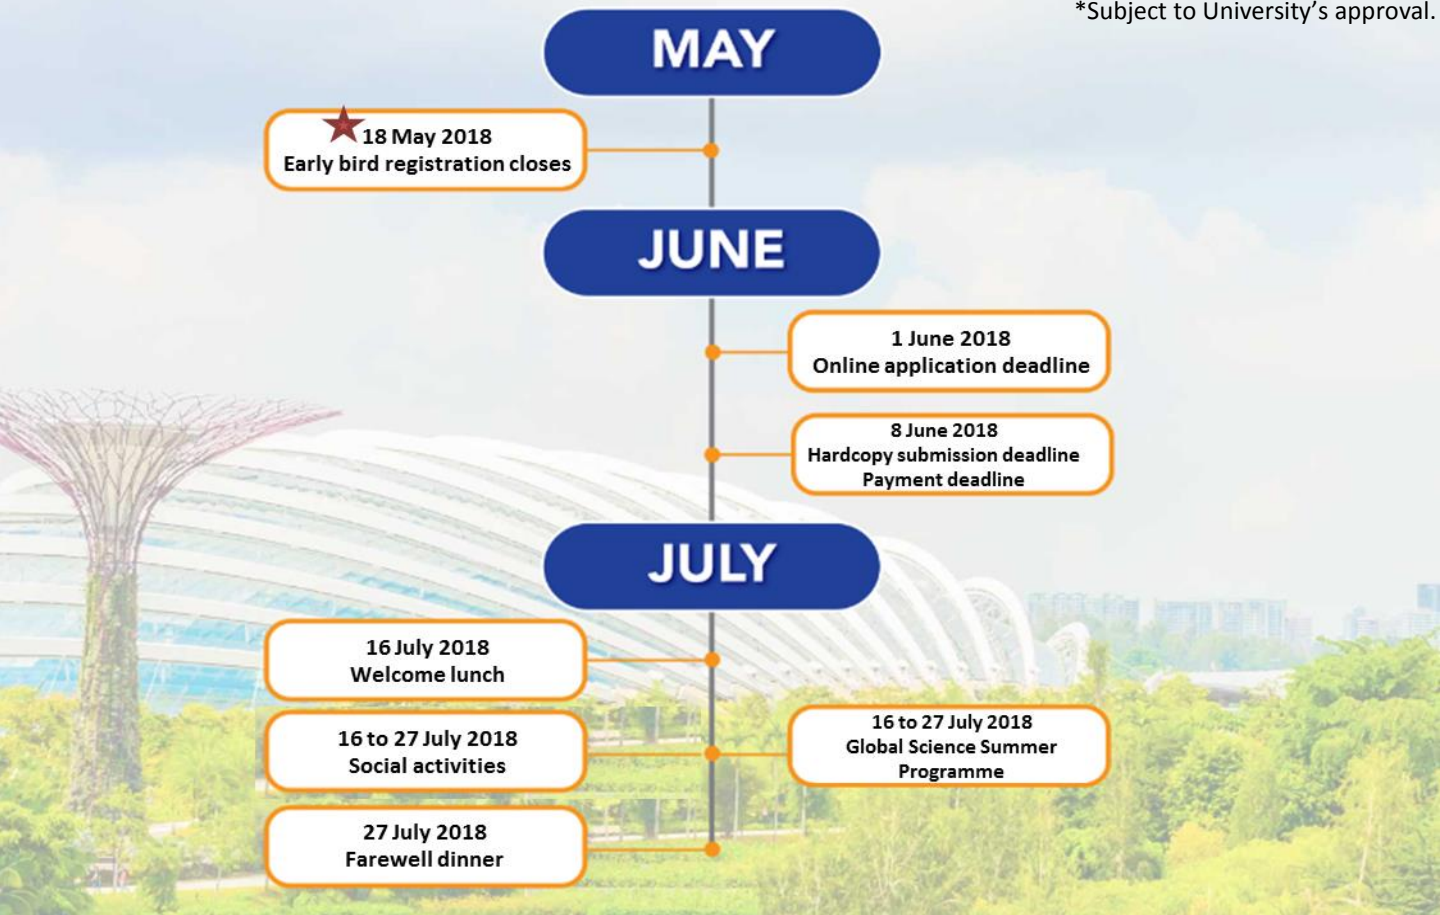 *Subject to University's approval.
MAY
18 May 2018
Early bird registration closes
JUNE
1 June 2018
Online application deadline
8 June 2018
Hardcopy submission deadline
Payment deadline
JULY
16 July 2018
Welcome lunch
16 to 27 July 2018
Social activities
16 to 27 July 2018
Global Science Summer
Programme
27 July 2018
Farewell dinner